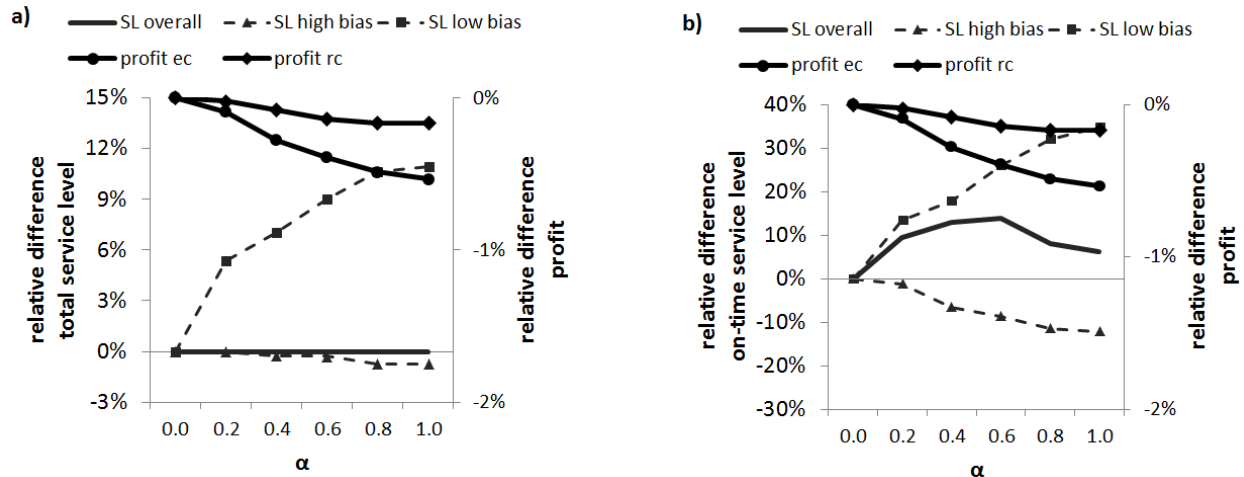 a)
SL overall SL high bias SL low bias
profit ec profit rc
15%
12%
9%
6%
3%
0%
-3%
relative difference
total service level
0%
-1%
-2%
relative difference
profit
0.0 0.2 0.4 0.6 0.8 1.0
α
b)
SL overall SL high bias SL low bias
profit ec profit rc
40%
30%
20%
10%
0%
-10%
-20%
-30%
relative difference
on-time service level
0%
-1%
-2%
relative difference
profit
0.0 0.2 0.4 0.6 0.8 1.0
α